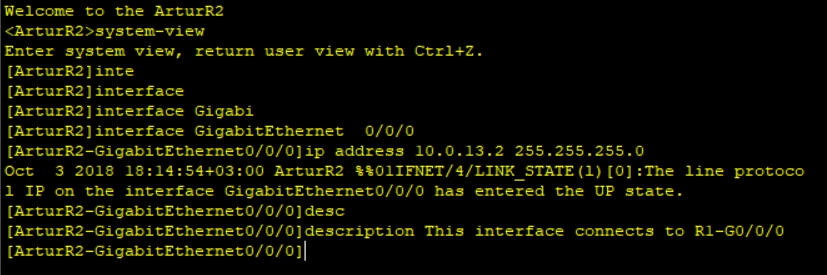 Welcome to the ArturR2
<ArturR2>system-view
Enter system view, return user view with Ctrl+Z.
[ArturR2]inte
[ArturR2]interface
[ArturR2]interface Gigabi
[ArturR2]interface GigabitEthernet  0/0/0
[ArturR2-GigabitEthernet0/0/0]ip address 10.0.13.2 255.255.255.0
Oct  3 2018 18:14:54+03:00 ArturR2 %%01IFNET/4/LINK_STATE(l)[0]:The line protoco
l IP on the interface GigabitEthernet0/0/0 has entered the UP state.
[ArturR2-GigabitEthernet0/0/0]desc
[ArturR2-GigabitEthernet0/0/0]description This interface connects to R1-G0/0/0
[ArturR2-GigabitEthernet0/0/0]